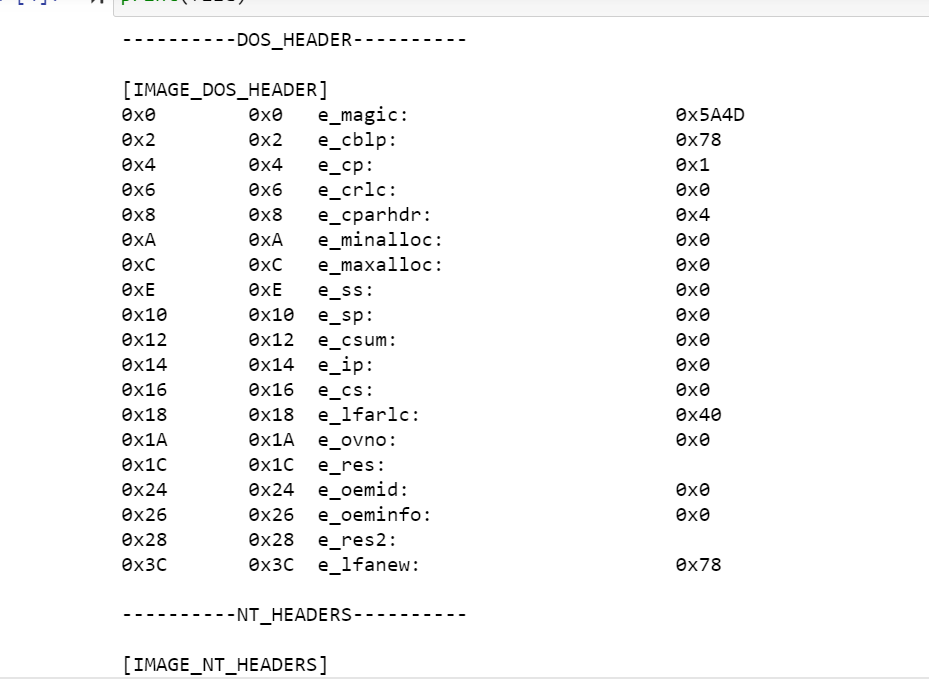 ----------DOS_HEADER----------
[IMAGE_DOS_HEADER]
0x0 0x0 e_magic: 0x5A4D
0x2 0x2 e_cblp: 0x78
0x4 0x4 e_cp: 0x1
0x6 0x6 e_crlc: 0x0
0x8 0x8 e_cparhdr: 0x4
0xA 0xA e_minalloc: 0x0
0xC 0xC e_maxalloc: 0x0
0xE 0xE e_ss: 0x0
0x10 0x10 e_sp: 0x0
0x12 0x12 e_csum: 0x0
0x14 0x14 e_ip: 0x0
0x16 0x16 e_cs: 0x0
0x18 0x18 e_lfarlc: 0x40
0x1A 0x1A e_ovno: 0x0
0x1C 0x1C e_res:
0x24 0x24 e_oemid: 0x0
0x26 0x26 e_oeminfo: 0x0
0x28 0x28 e_res2:
0x3C 0x3C e_lfanew: 0x78
----------NT_HEADERS----------
[IMAGE_NT_HEADERS]